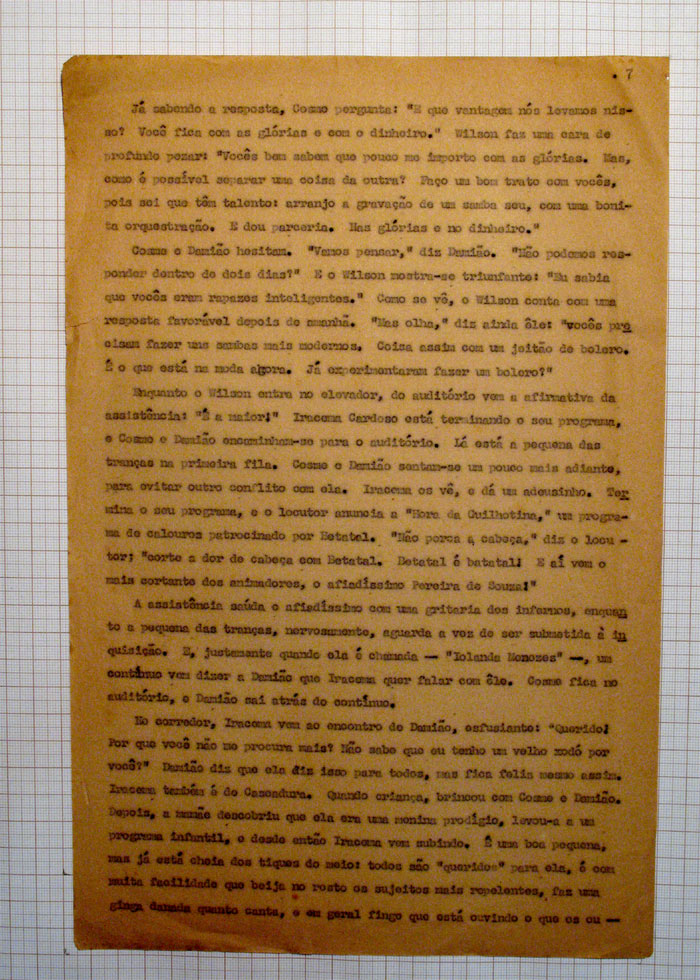 . 7
Já sabendo a resposta, Cosme pergunta: "E que vantagem nós levamos nis-
so? Você fica com as glórias e com o dinheiro." Wilson faz uma cara de
profundo pezar: "Vocês bem sabem que pouco me importo com as glórias. Mas,
como é possível separar uma coisa da outra? Faço um bom trato com vocês,
pois sei que têm talento: arranjo a gravação de um samba seu, com uma boni-
ta orquestração. E dou parceria. Nas glórias e no dinheiro."
Cosme e Damião hesitam. "Vamos pensar," diz Damião. "Não podemos res-
ponder dentro de dois dias?" E o Wilson mostra-se triunfante: "Eu sabia
que vocês eram rapazes inteligentes." Como se vê, o Wilson conta com uma
resposta favorável depois de amanhã. "Mas olha," diz ainda êle: "vocês pre
cisam fazer uns sambas mais modernos. Coisa assim com um jeitão de bolero.
É o que está na moda agora. Já experimentaram fazer um bolero?"
Enquanto o Wilson entra no elevador, do auditório vem a afirmativa da
assistência: "É a maior!" Iracema Cardoso está terminando o seu programa,
e Cosme e Damião encaminham-se para o auditório. Lá está a pequena das
tranças na primeira fila. Cosme e Damião sentam-se um pouco mais adiante,
para evitar outro conflito com ela. Iracema os vê, e dá um adeusinho. Ter
mina o seu programa, e o locutor anuncia a "Hora da Guilhotina," um progra-
ma de calouros patrocinado por Betatal. "Não perca a cabeça," diz o locu -
tor; "corte a dor de cabeça com Betatal. Betatal é batatal! E aí vem o
mais cortante dos animadores, o afiadíssimo Pereira de Souza!"
A assistência saúda o afiadíssimo com uma gritaria dos infernos, enquan
to a pequena das tranças, nervosamente, aguarda a vez de ser submetida à in
quisição. E, justamente quando ela é chamada — "Iolanda Menezes" —, um
contínuo vem dizer a Damião que Iracema quer falar com êle. Cosme fica no
auditório, e Damião sai atrás do contínuo.
No corredor, Iracema vem ao encontro de Damião, esfusiante: "Querido!
Por que você não me procura mais? Não sabe que eu tenho um velho xodó por
você?" Damião diz que ela diz isso para todos, mas fica feliz mesmo assim.
Iracema também é de Cascadura. Quando criança, brincou com Cosme e Damião.
Depois, a mamãe descobriu que ela era uma menina prodígio, levou-a a um
programa infantil, e desde então Iracema vem subindo. É uma boa pequena,
mas já está cheia dos tiques do meio: todos são "queridos" para ela, é com
muita facilidade que beija no rosto os sujeitos mais repelentes, faz uma
ginga danada quanto canta, e em geral finge que está ouvindo o que os ou —